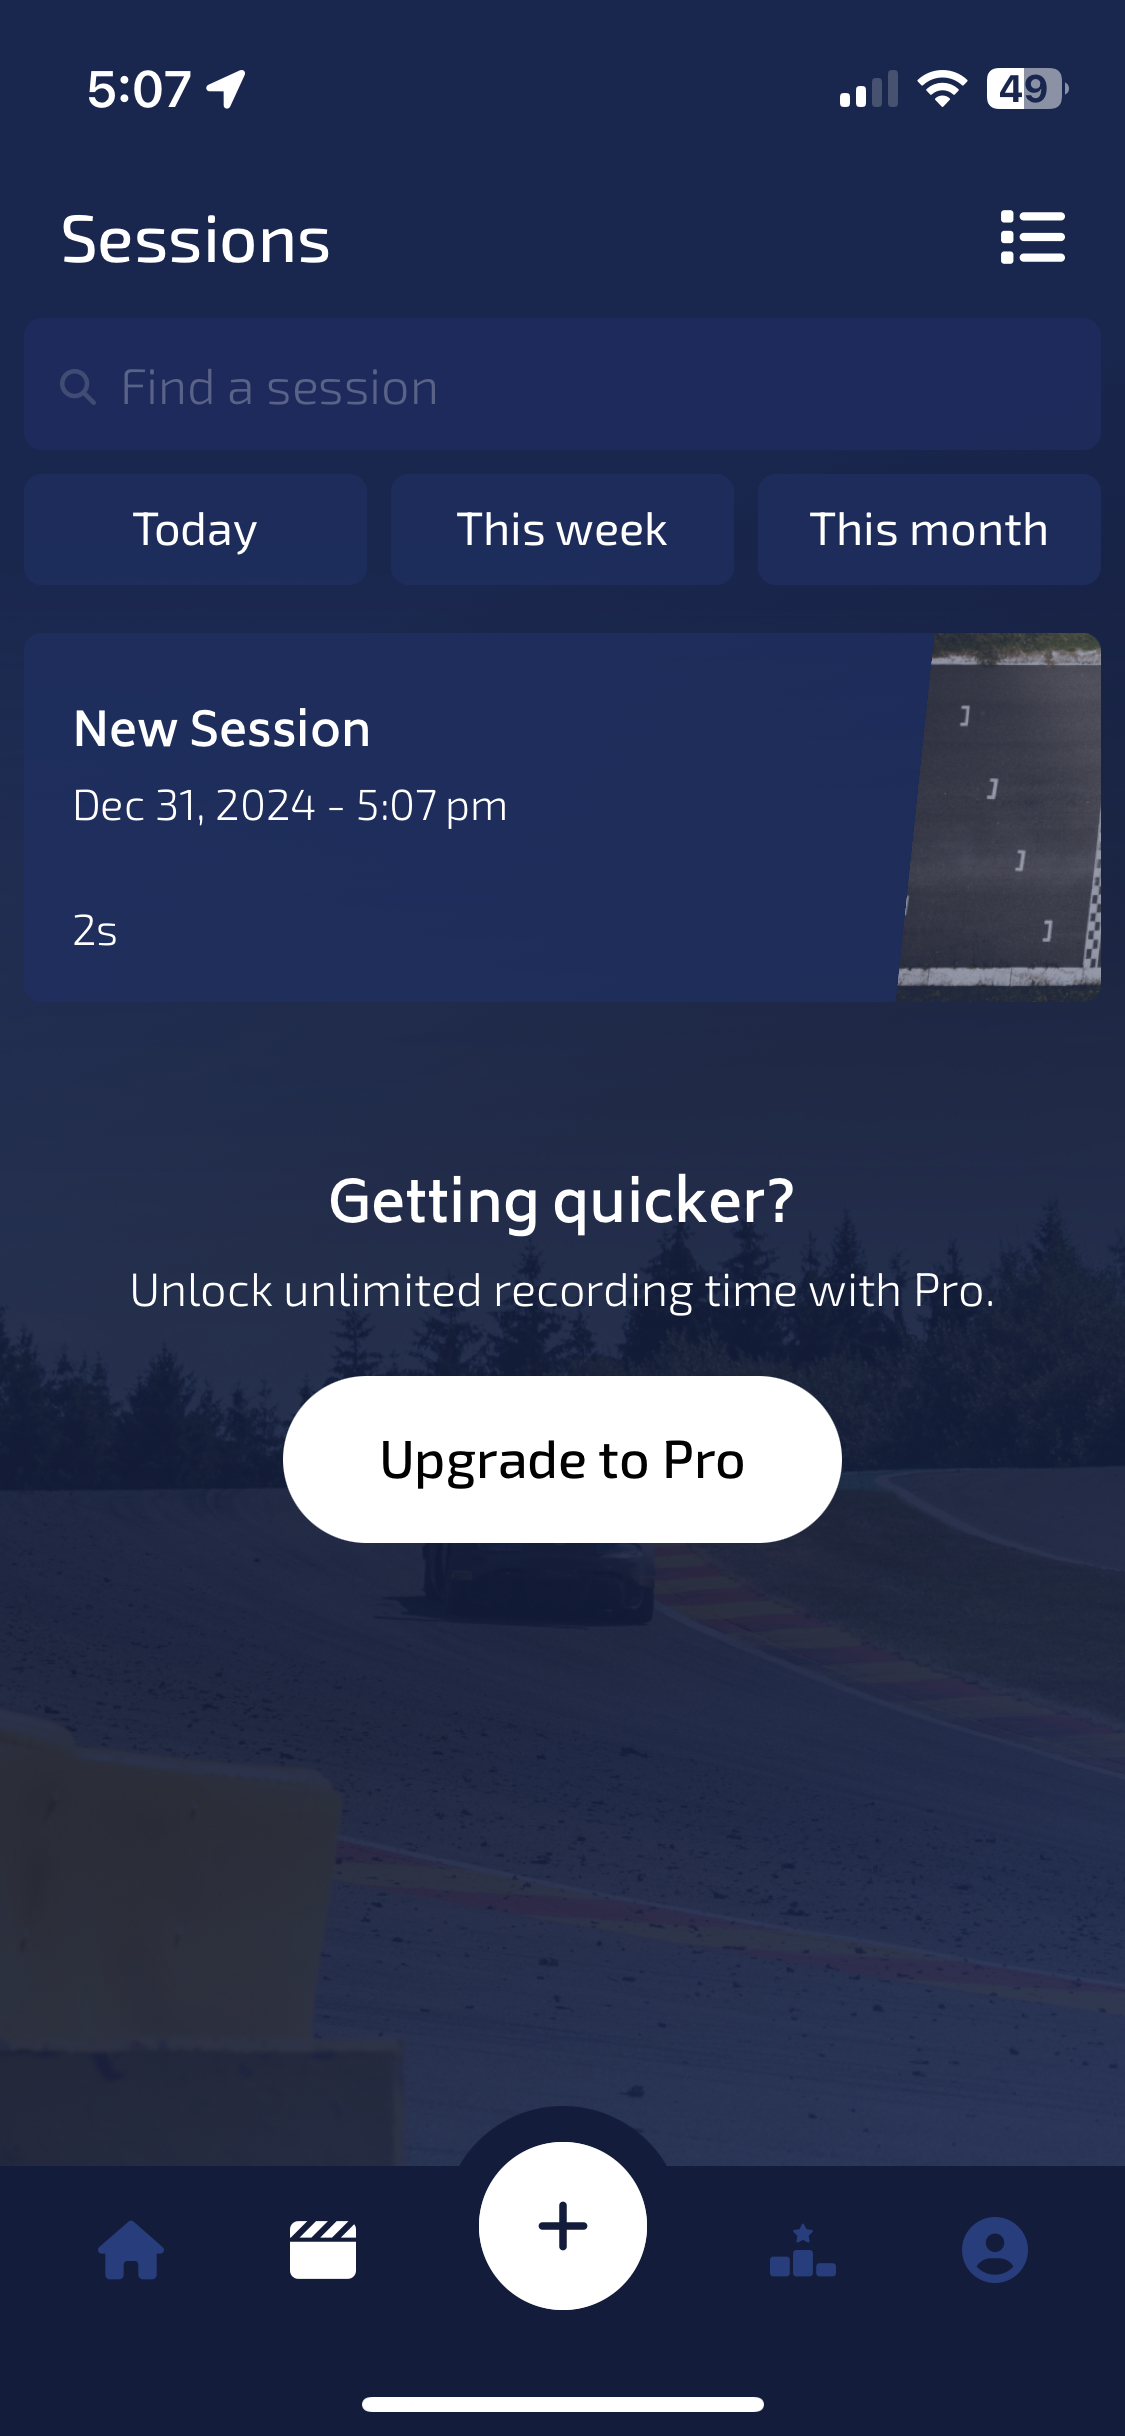 5:07
49
Sessions
Find a session
Today
This week
This month
New Session
Dec 31, 2024 - 5:07 pm
2s
Getting quicker?
Unlock unlimited recording time with Pro.
Upgrade to Pro